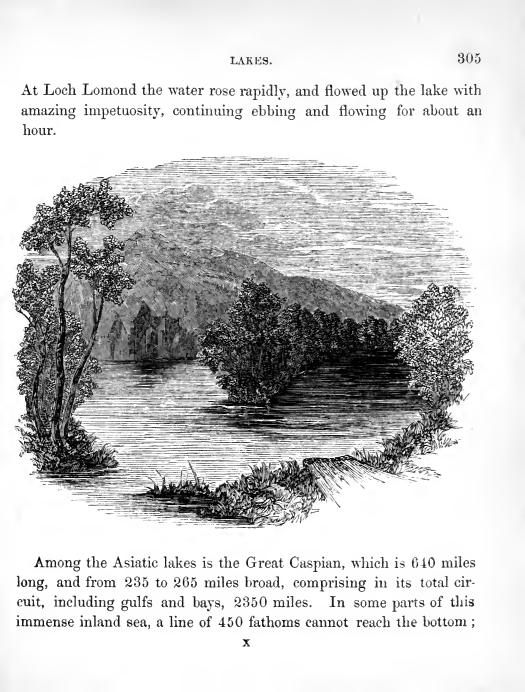 LAKES. 305
At Loch Lomond the water rose rapidly, and flowed up the lake with
amazing impetuosity, continuing ebbing and flowing for about an
hour.
Among the Asiatic lakes is the Great Caspian, which is 640 miles
long, and from 235 to 265 miles broad, comprising in its total cir-
cuit, including gulfs and bays, 2350 miles. In some parts of this
immense inland sea, a line of 450 fathoms cannot reach the bottom ;
X